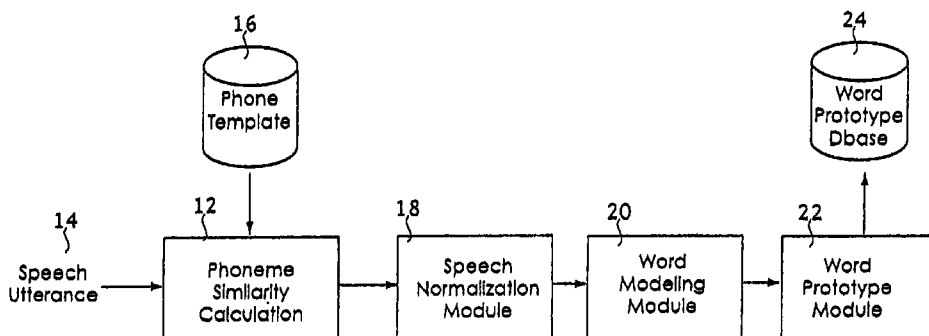 16
Phone
Template
24
Word
Prototype
Dbase
14
Speech
Utterance
12
Phoneme
Similarity
Calculation
18
Speech
Normalization
Module
20
Word
Modeling
Module
22
Word
Prototype
Module